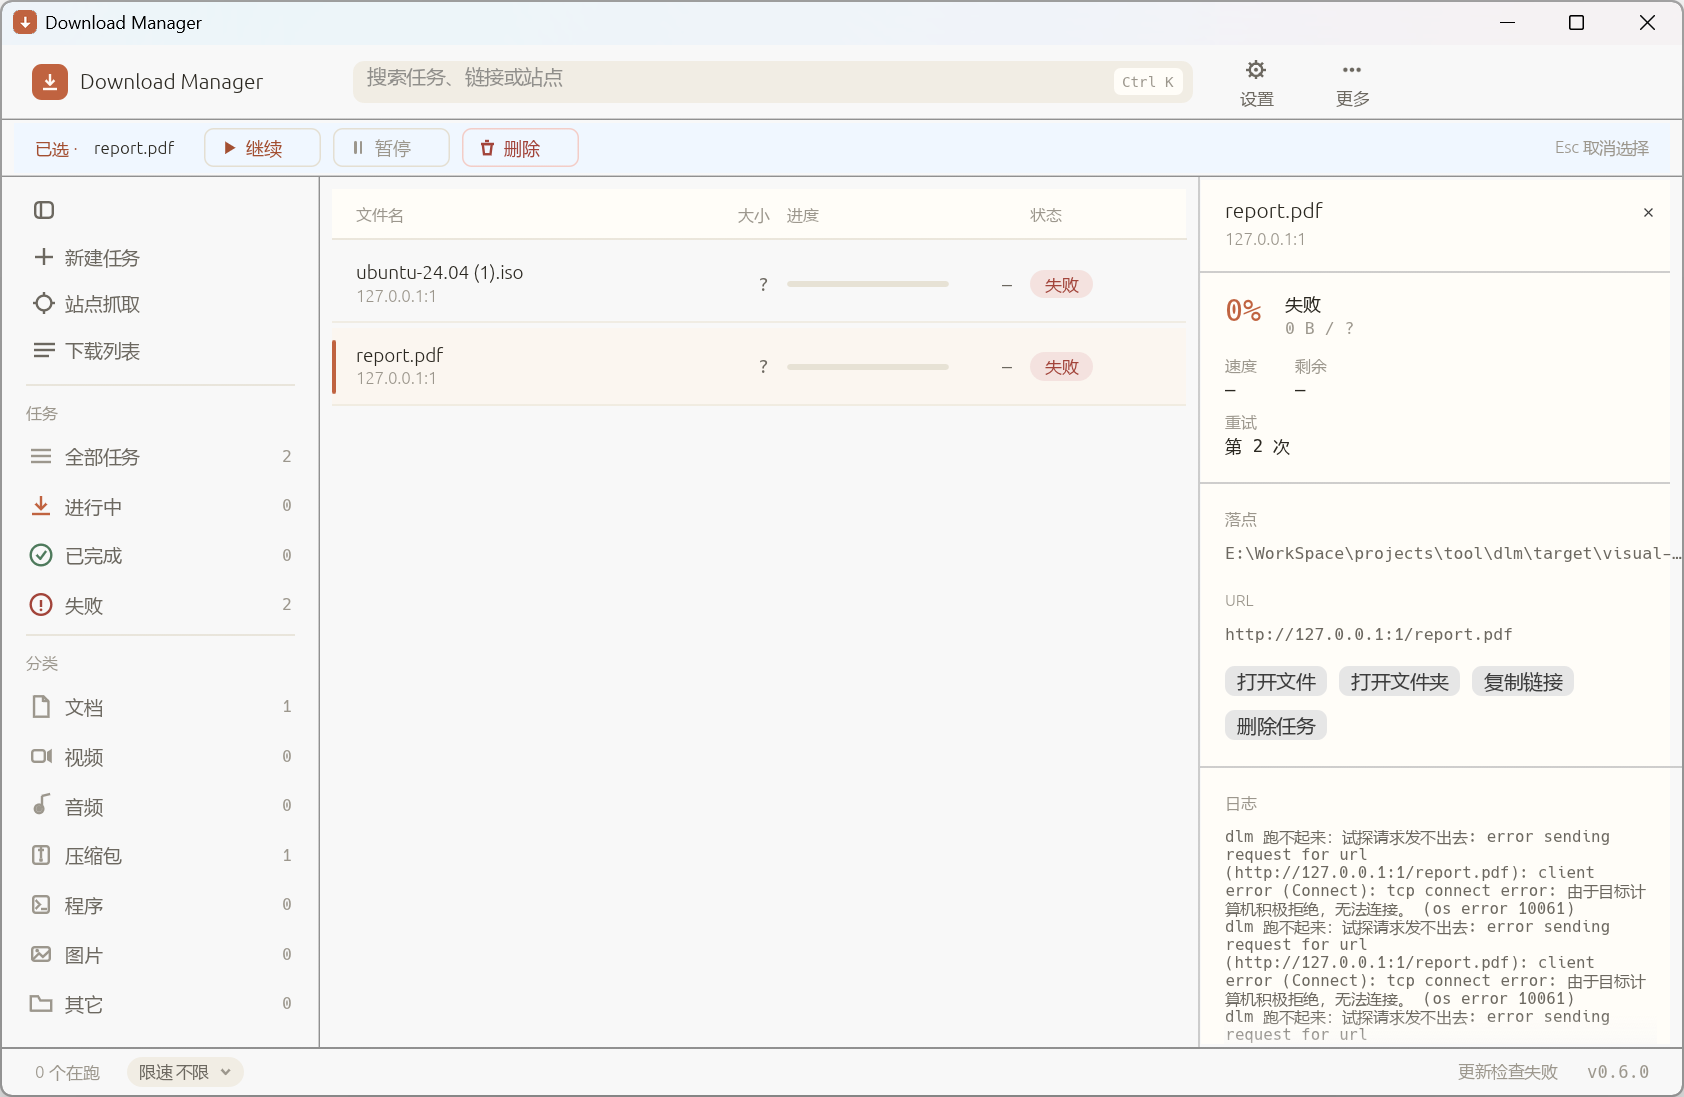 Download Manager
Download Manager
搜索任务、链接或站点
Ctrl K
设置
更多
已选 · report.pdf
继续
暂停
删除
Esc 取消选择
新建任务
站点抓取
下载列表
任务
全部任务 2
进行中 0
已完成 0
失败 2
分类
文档 1
视频 0
音频 0
压缩包 1
程序 0
图片 0
其它 0
文件名 大小 进度 状态
ubuntu-24.04 (1).iso
127.0.0.1:1
? — 失败
report.pdf
127.0.0.1:1
? — 失败
report.pdf
127.0.0.1:1
0% 失败
0 B / ?
速度 剩余
— —
重试
第 2 次
落点
E:\WorkSpace\projects\tool\dlm\target\visual-…
URL
http://127.0.0.1:1/report.pdf
打开文件 打开文件夹 复制链接
删除任务
日志
dlm 跑不起来: 试探请求发不出去: error sending
request for url
(http://127.0.0.1:1/report.pdf): client
error (Connect): tcp connect error: 由于目标计
算机积极拒绝，无法连接。 (os error 10061)
dlm 跑不起来: 试探请求发不出去: error sending
request for url
(http://127.0.0.1:1/report.pdf): client
error (Connect): tcp connect error: 由于目标计
算机积极拒绝，无法连接。 (os error 10061)
dlm 跑不起来: 试探请求发不出去: error sending
request for url
0 个在跑
限速 不限
更新检查失败
v0.6.0